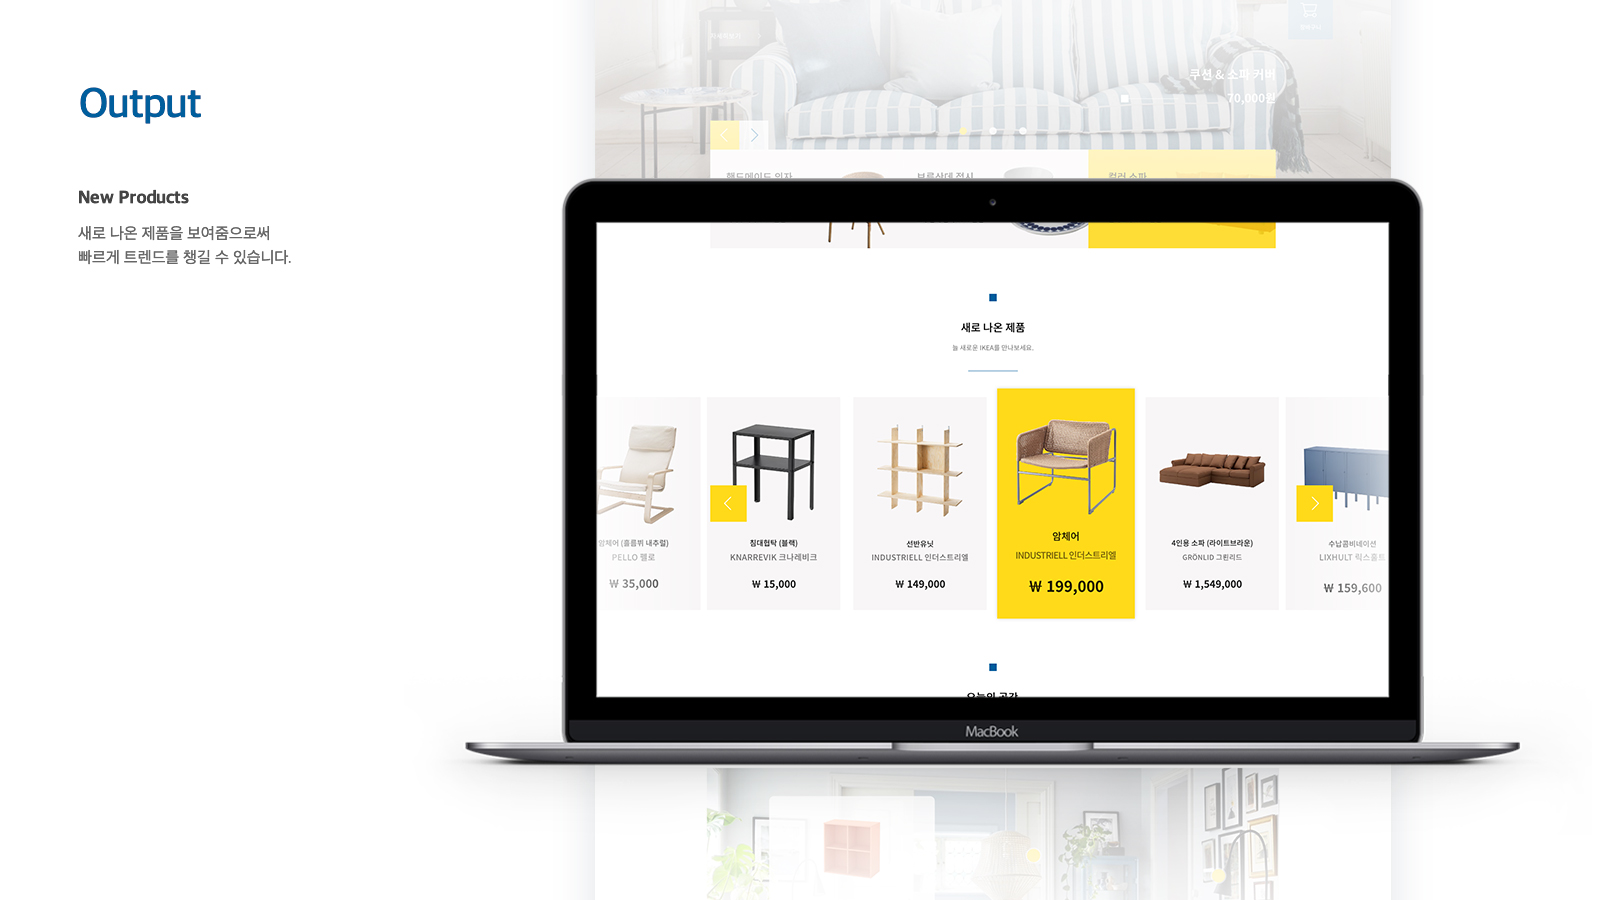 Output
New Products
새로 나온 제품을 보여줌으로써
빠르게 트렌드를 챙길 수 있습니다.
쿠션 & 소파 커버
70,000원
핸드메이드 의자
컬러 소파
새로 나온 제품
늘 새로운 IKEA를 만나보세요.
암체어 (홀름뷔 내추럴)
PELLO 펠로
₩ 35,000
침대협탁 (블랙)
KNARREVIK 크나레비크
₩ 15,000
선반유닛
INDUSTRIELL 인더스트리엘
₩ 149,000
암체어
INDUSTRIELL 인더스트리엘
₩ 199,000
4인용 소파 (라이트브라운)
GRÖNLID 그뢴리드
₩ 1,549,000
수납콤비네이션
LIXHULT 릭스훌트
₩ 159,600
오늘의 공간
MacBook